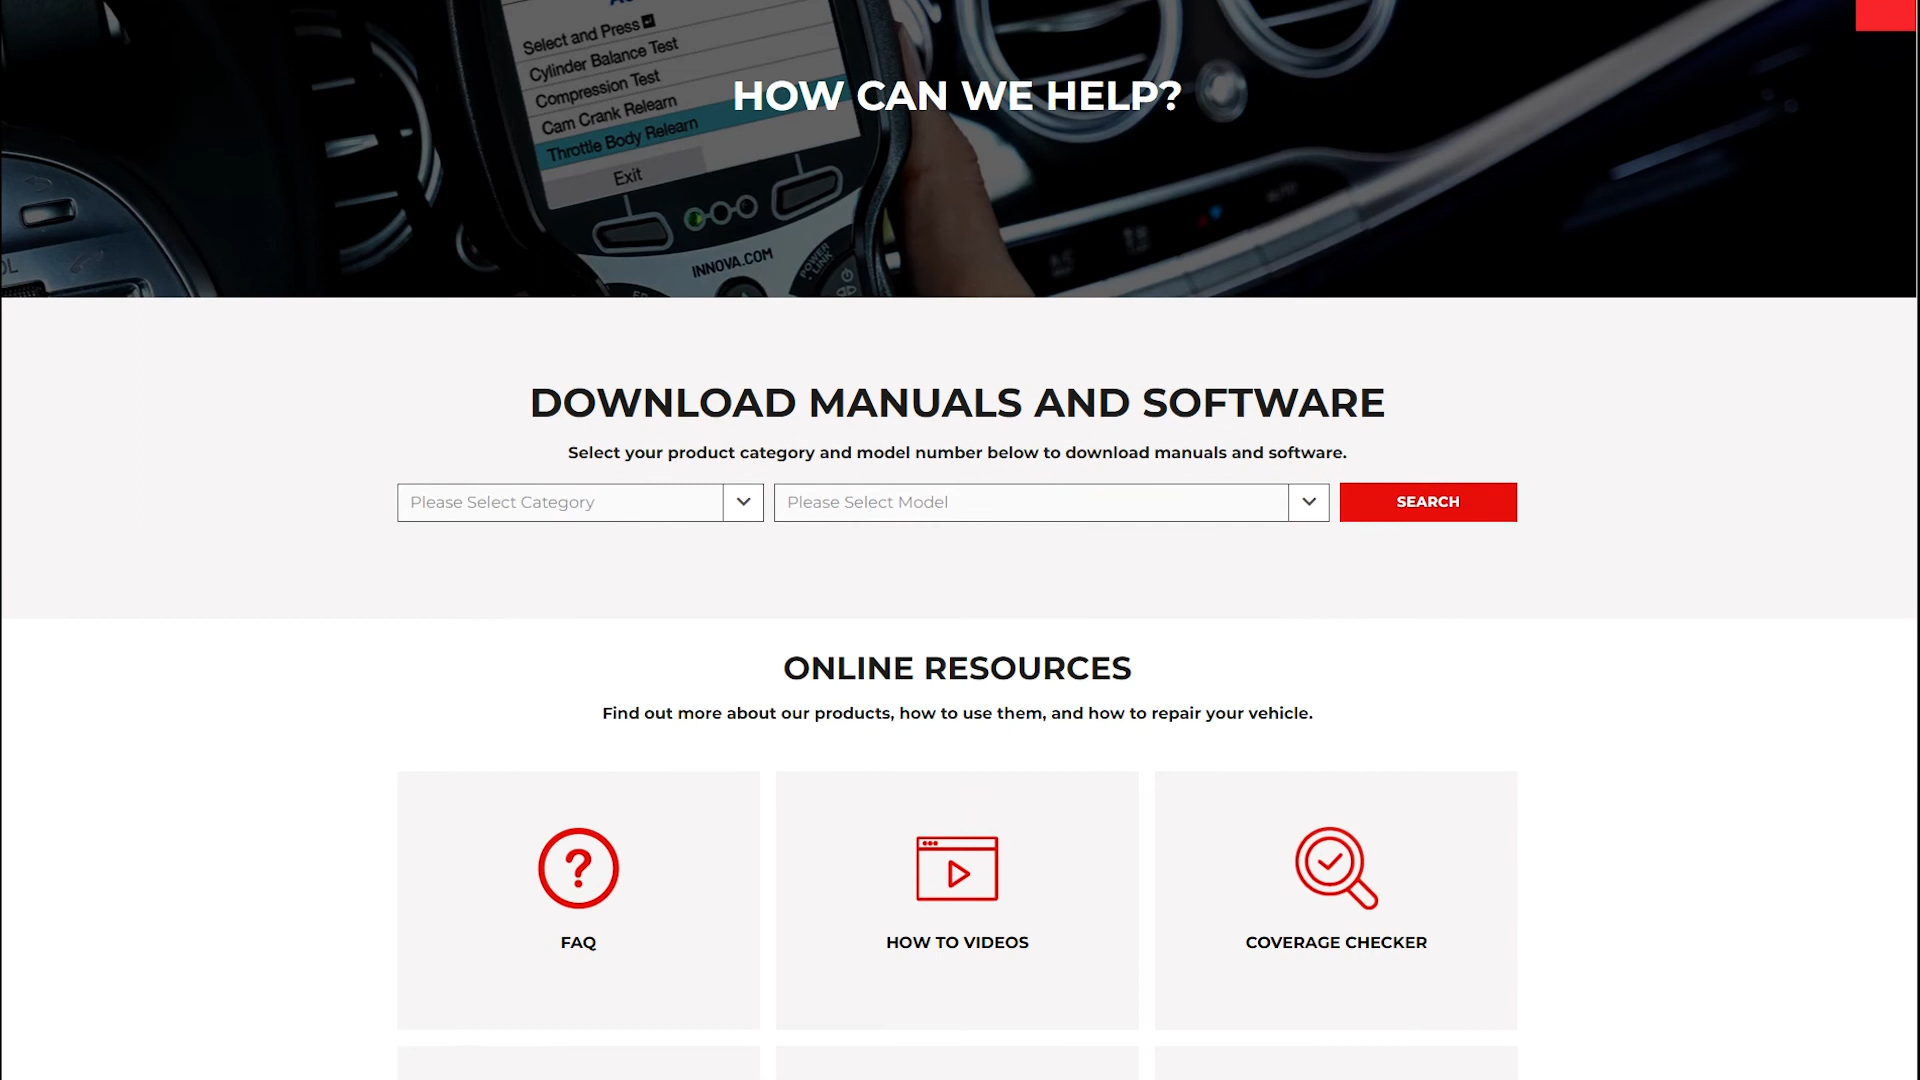 Select and Press
Cylinder Balance Test
Compression Test
Cam Crank Relearn
Throttle Body Relearn
Exit
INNOVA.COM
POWER
LINK
HOW CAN WE HELP?
AUTO
DOWNLOAD MANUALS AND SOFTWARE
Select your product category and model number below to download manuals and software.
Please Select Category
Please Select Model
SEARCH
ONLINE RESOURCES
Find out more about our products, how to use them, and how to repair your vehicle.
FAQ
HOW TO VIDEOS
COVERAGE CHECKER